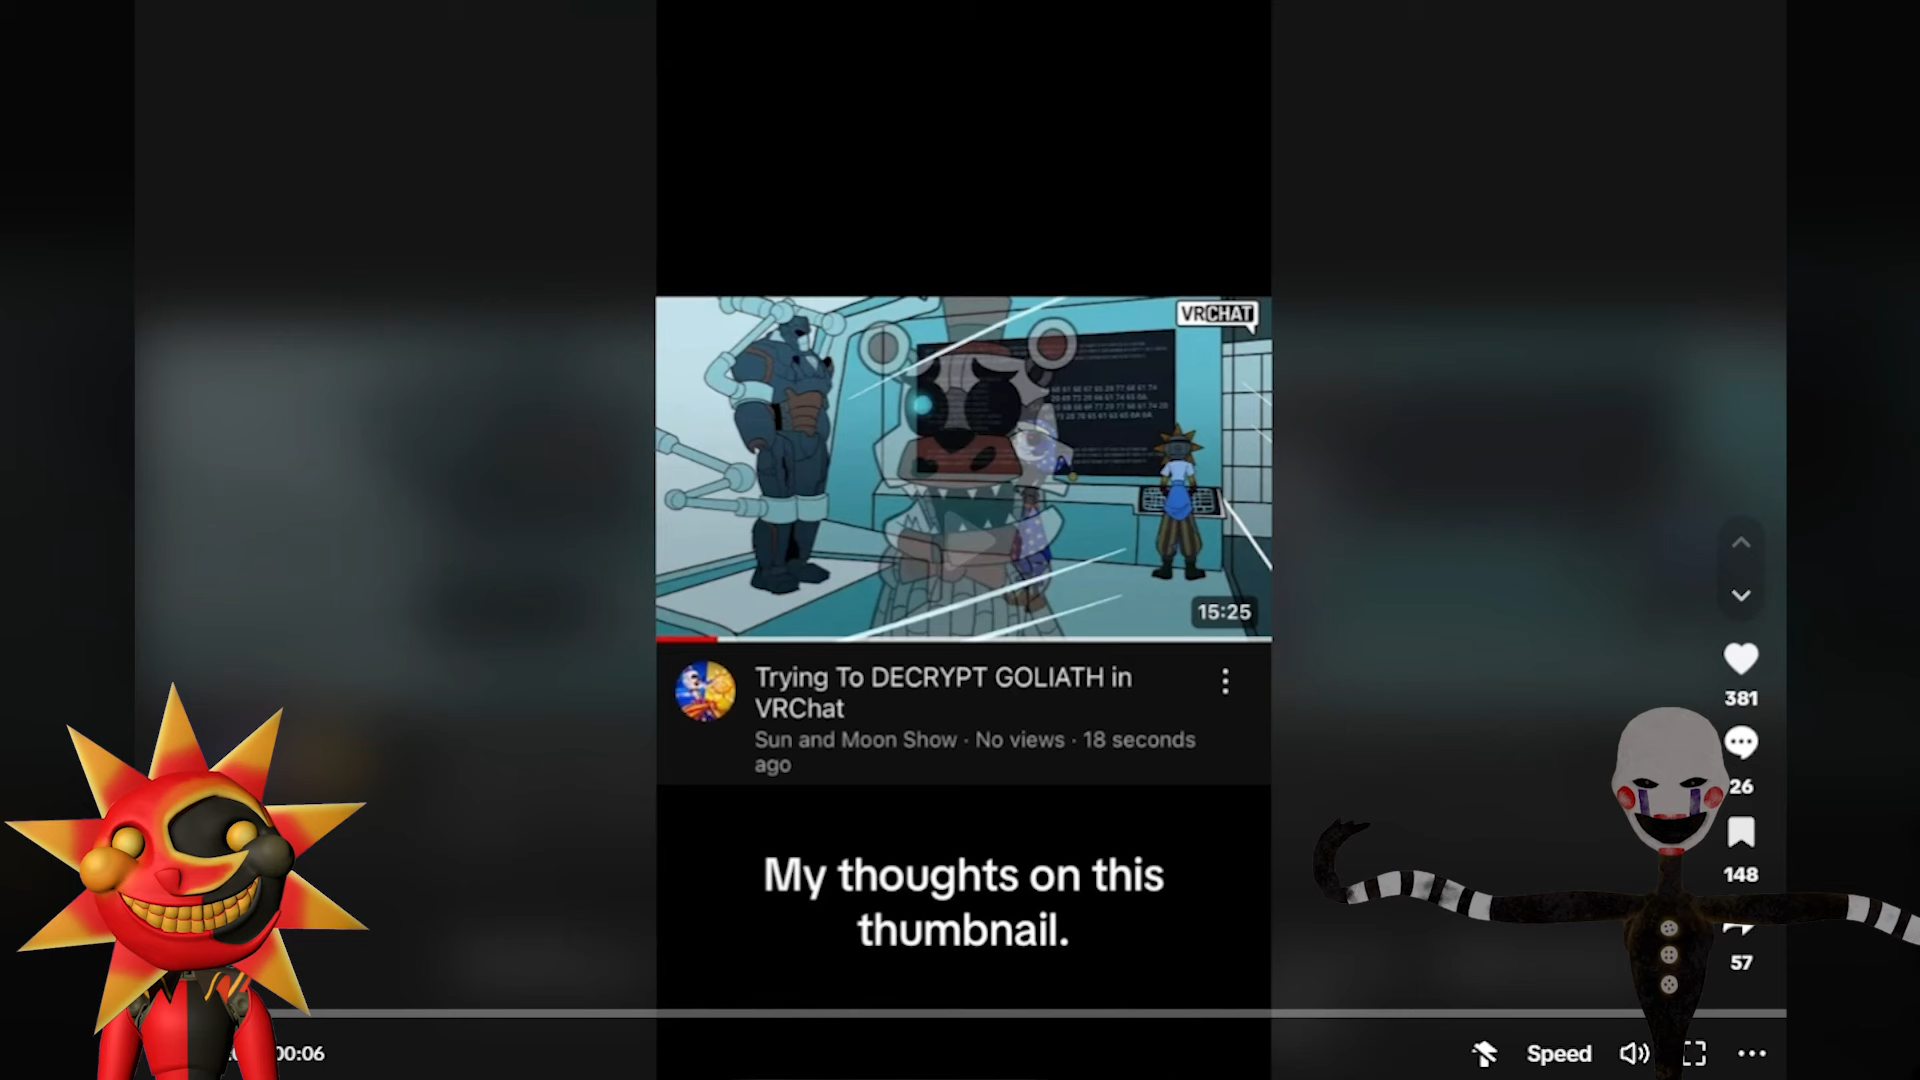 VRCHAT
15:25
Trying To DECRYPT GOLIATH in
VRChat
Sun and Moon Show · No views · 18 seconds
ago
My thoughts on this
thumbnail.
381
26
148
57
00:06
Speed